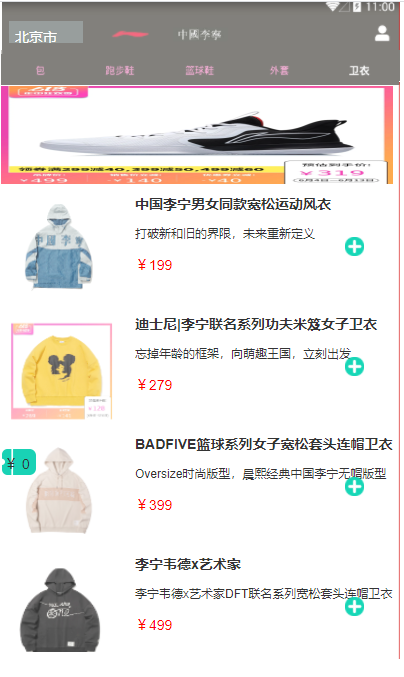 11:00
北京市
中國李寧
包
跑步鞋
篮球鞋
外套
卫衣
领券满299减40,399减50,499减60
预估到手价:
¥499
-140
-40
¥319
中国李宁男女同款宽松运动风衣
打破新和旧的界限，未来重新定义
￥199
迪士尼|李宁联名系列功夫米笈女子卫衣
忘掉年龄的框架，向萌趣王国，立刻出发
￥279
BADFIVE篮球系列女子宽松套头连帽卫衣
￥ 0
Oversize时尚版型，晨熙经典中国李宁无帽版型
￥399
李宁韦德x艺术家
李宁韦德x艺术家DFT联名系列宽松套头连帽卫衣
￥499